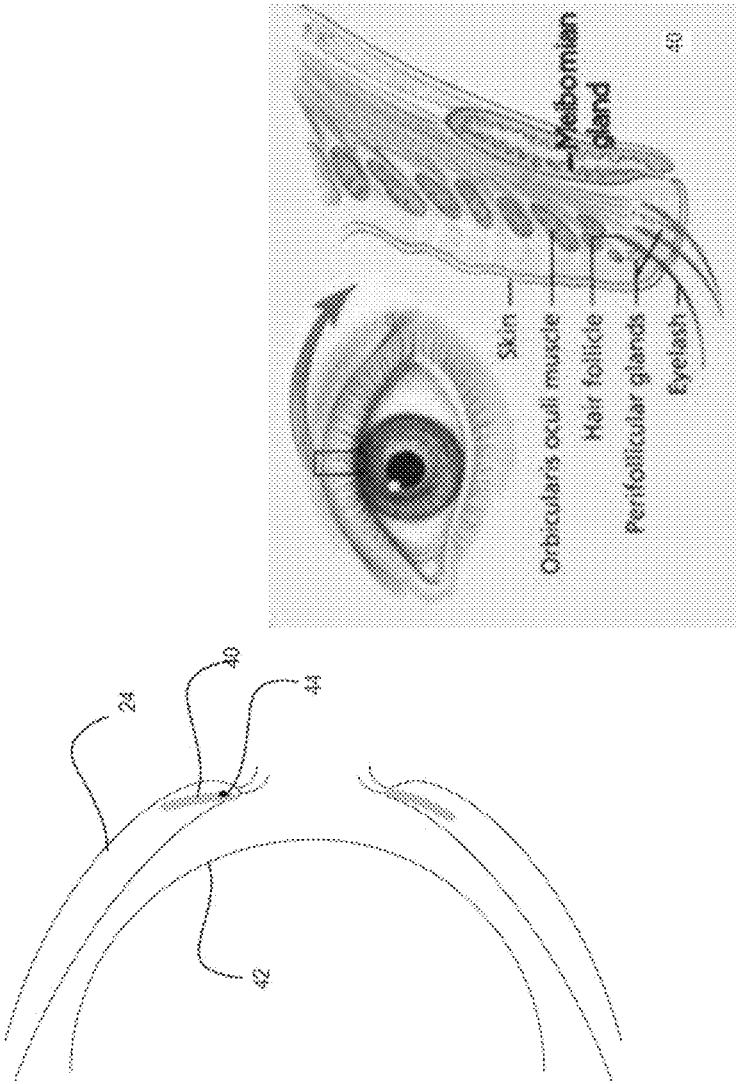 Skin
Orbicularis oculi muscle
Hair follicle
Perifollicular glands
Eyelash
Meibomian
gland
40
24
40
44
42